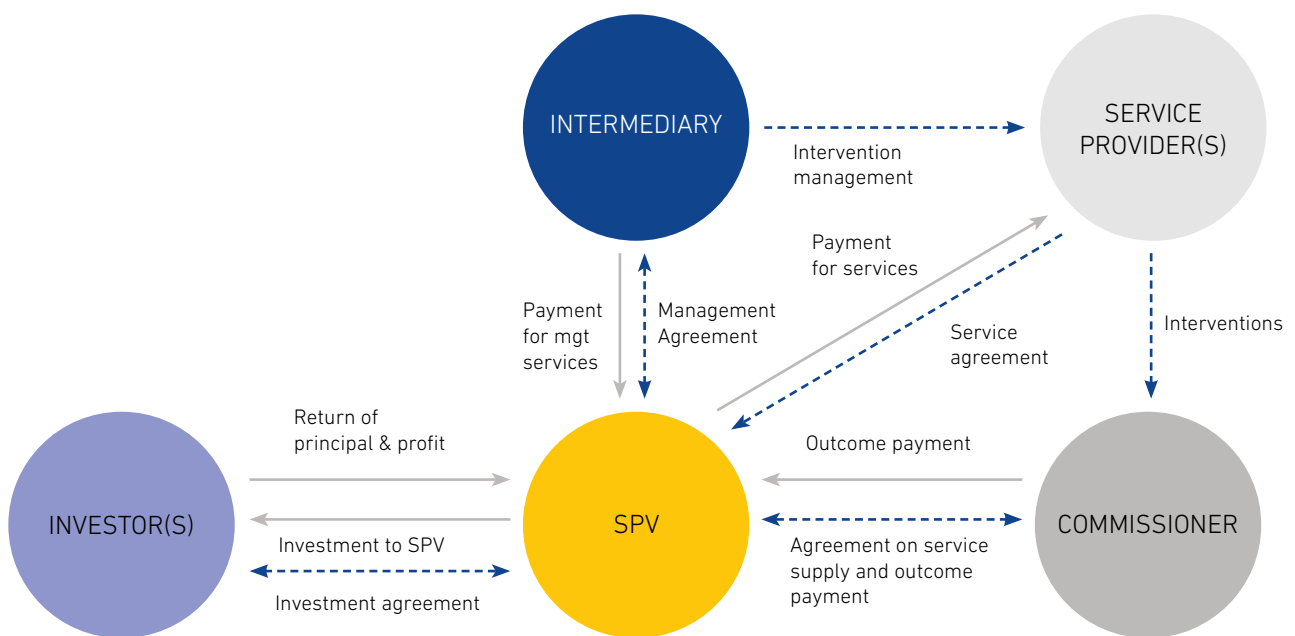 INTERMEDIARY
SERVICE
PROVIDER(S)
Intervention
management
Payment
for services
Payment
for mgt
services
Management
Agreement
Service
agreement
Interventions
Return of
principal & profit
Outcome payment
INVESTOR(S)
SPV
COMMISSIONER
Investment to SPV
Investment agreement
Agreement on service
supply and outcome
payment